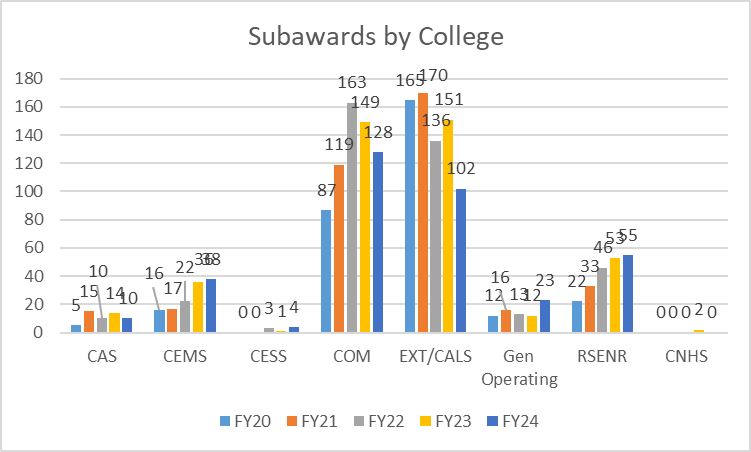 Subawards by College
180
160
140
120
100
80
60
40
20
0
5 15 10 14 10
16 17 22 36 38
0 0 3 1 4
87 119 163 149 128
165 170 136 151 102
12 16 13 12 23
22 33 46 53 55
0 0 0 2 0
CAS CEMS CESS COM EXT/CALS Gen RSENR CNHS
Operating
FY20 FY21 FY22 FY23 FY24